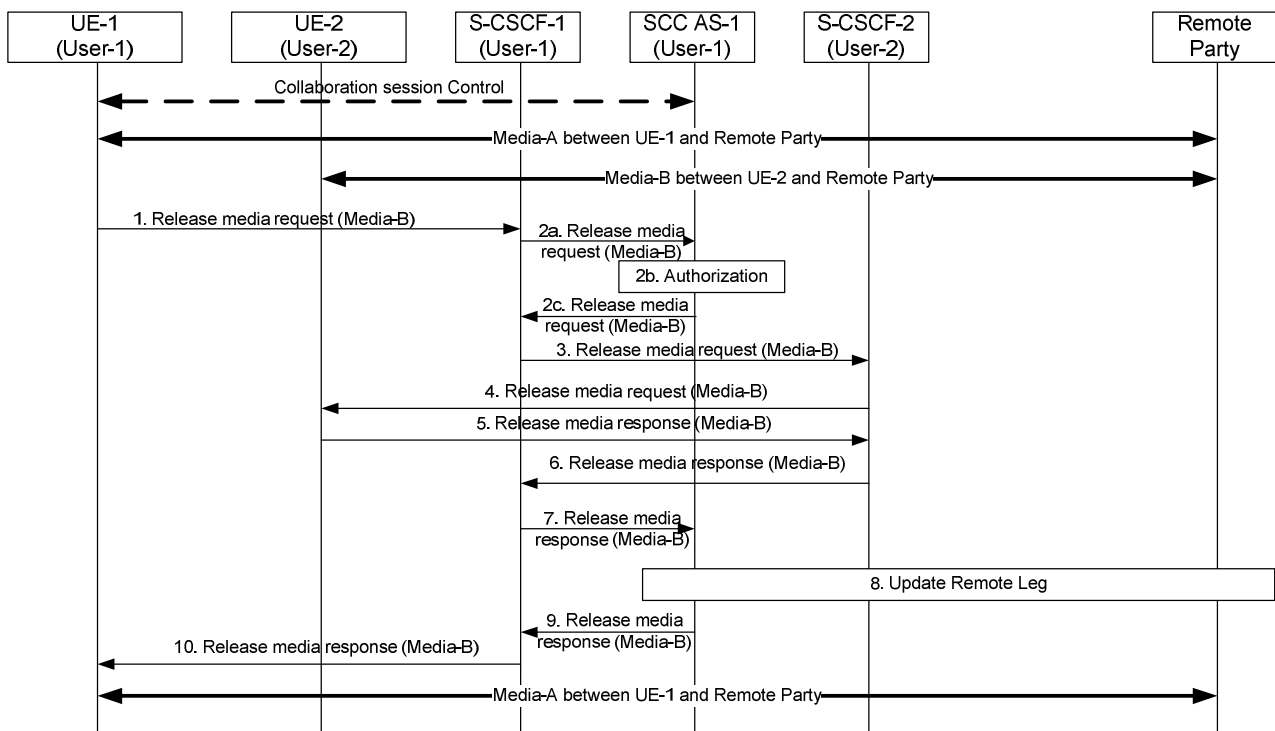 UE-1
(User-1)
UE-2
(User-2)
S-CSCF-1
(User-1)
SCC AS-1
(User-1)
S-CSCF-2
(User-2)
Remote
Party
Collaboration session Control
Media-A between UE-1 and Remote Party
Media-B between UE-2 and Remote Party
1. Release media request (Media-B)
2a. Release media
request (Media-B)
2b. Authorization
2c. Release media
request (Media-B)
3. Release media request (Media-B)
4. Release media request (Media-B)
5. Release media response (Media-B)
6. Release media response (Media-B)
7. Release media
response (Media-B)
8. Update Remote Leg
9. Release media
response (Media-B)
10. Release media response (Media-B)
Media-A between UE-1 and Remote Party